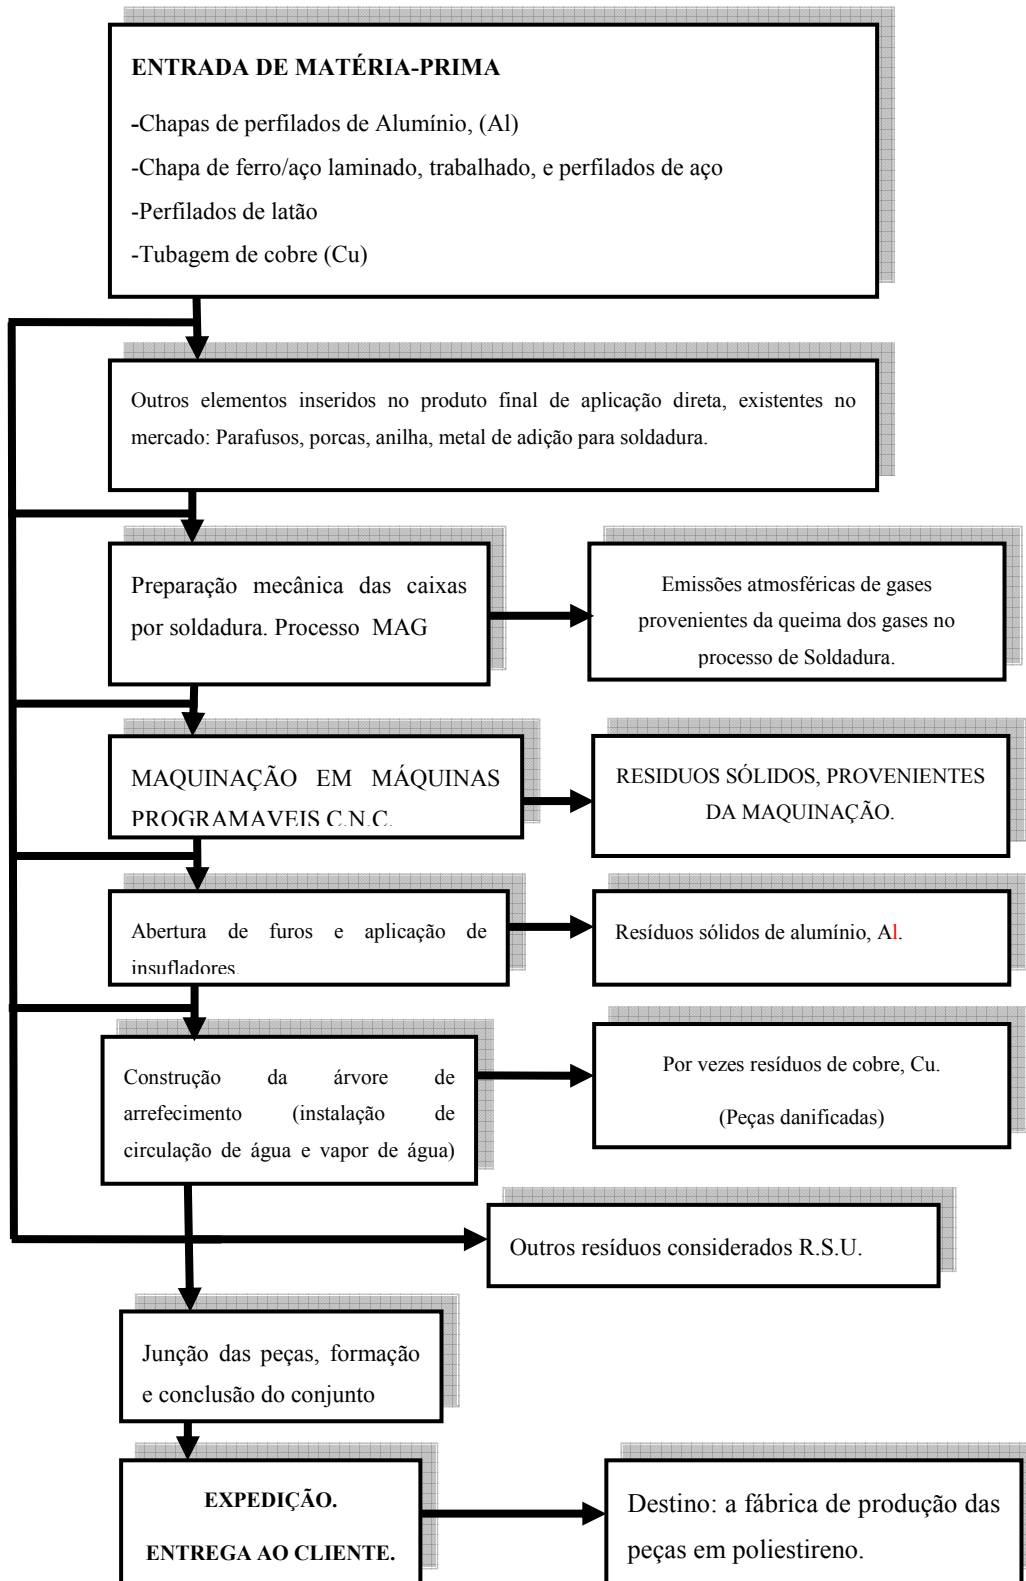 ENTRADA DE MATÉRIA-PRIMA
-Chapas de perfilados de Alumínio, (Al)
-Chapa de ferro/aço laminado, trabalhado, e perfilados de aço
-Perfilados de latão
-Tubagem de cobre (Cu)
Outros elementos inseridos no produto final de aplicação direta, existentes no
mercado: Parafusos, porcas, anilha, metal de adição para soldadura.
Preparação mecânica das caixas
por soldadura. Processo MAG
Emissões atmosféricas de gases
provenientes da queima dos gases no
processo de Soldadura.
MAQUINAÇÃO EM MÁQUINAS
PROGRAMAVEIS C.N.C.
RESIDUOS SÓLIDOS, PROVENIENTES
DA MAQUINAÇÃO.
Abertura de furos e aplicação de
insufladores.
Resíduos sólidos de alumínio, Al.
Construção da árvore de
arrefecimento (instalação de
circulação de água e vapor de água)
Por vezes resíduos de cobre, Cu.
(Peças danificadas)
Outros resíduos considerados R.S.U.
Junção das peças, formação
e conclusão do conjunto
EXPEDIÇÃO.
ENTREGA AO CLIENTE.
Destino: a fábrica de produção das
peças em poliestireno.